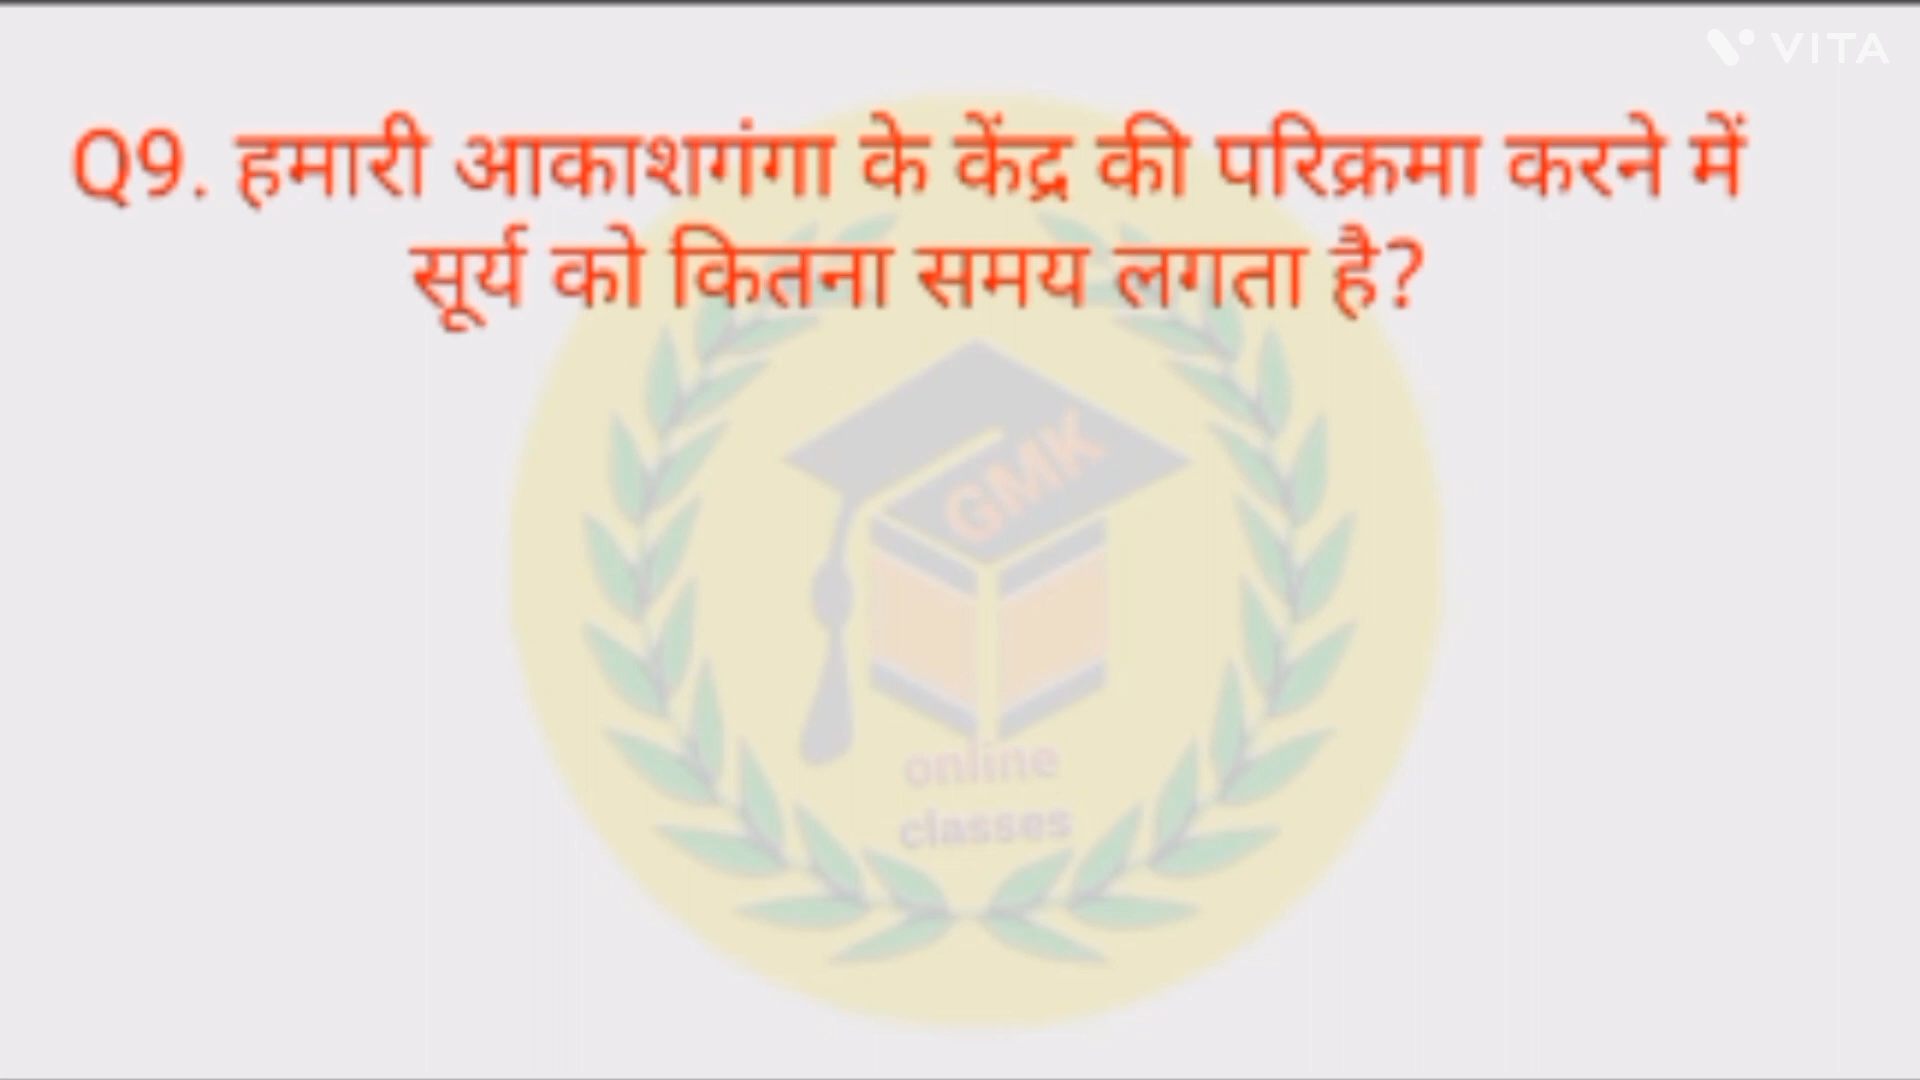 VITA
Q9. हमारी आकाशगंगा के केंद्र की परिक्रमा करने में
सूर्य को कितना समय लगता है?
GMK
online
classes